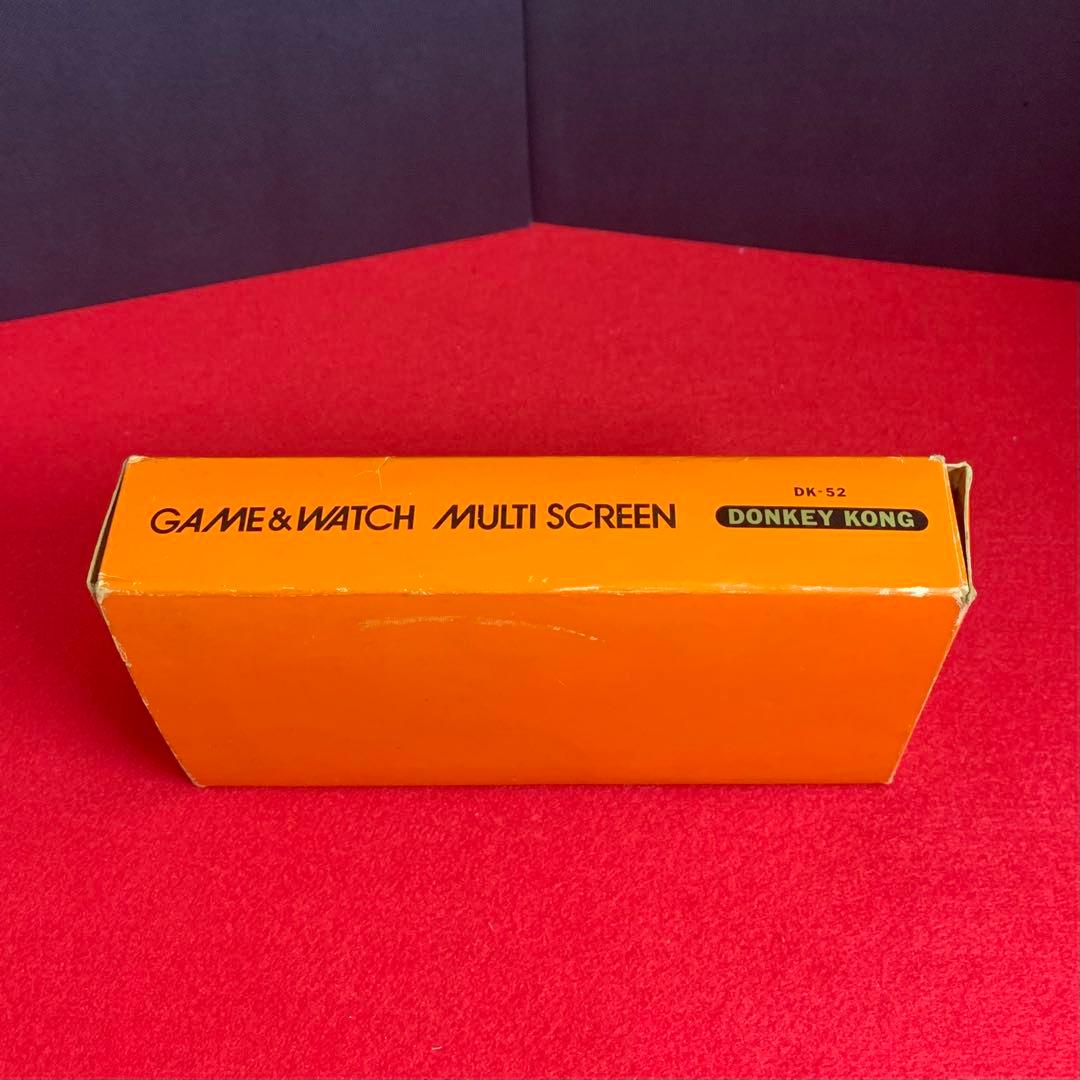 GAME&WATCH MULTI SCREEN
DK-52
DONKEY KONG